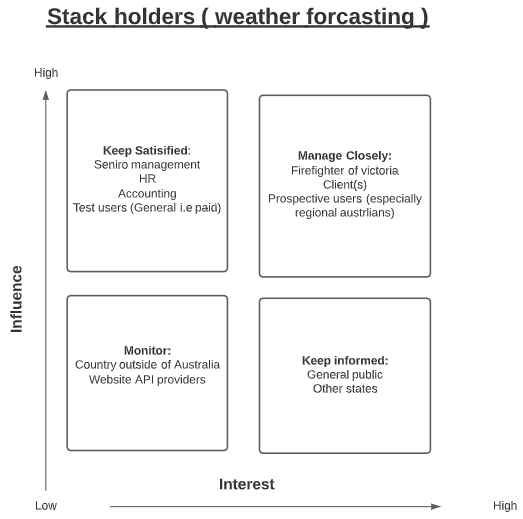 Stack holders ( weather forcasting )
High
Keep Satisified:
Seniro management
HR
Accounting
Test users (General i.e paid)
Manage Closely:
Firefighter of victoria
Client(s)
Prospective users (especially
regional austrlians)
Influence
Monitor:
Country outside of Australia
Website API providers
Keep informed:
General public
Other states
Interest
Low
High